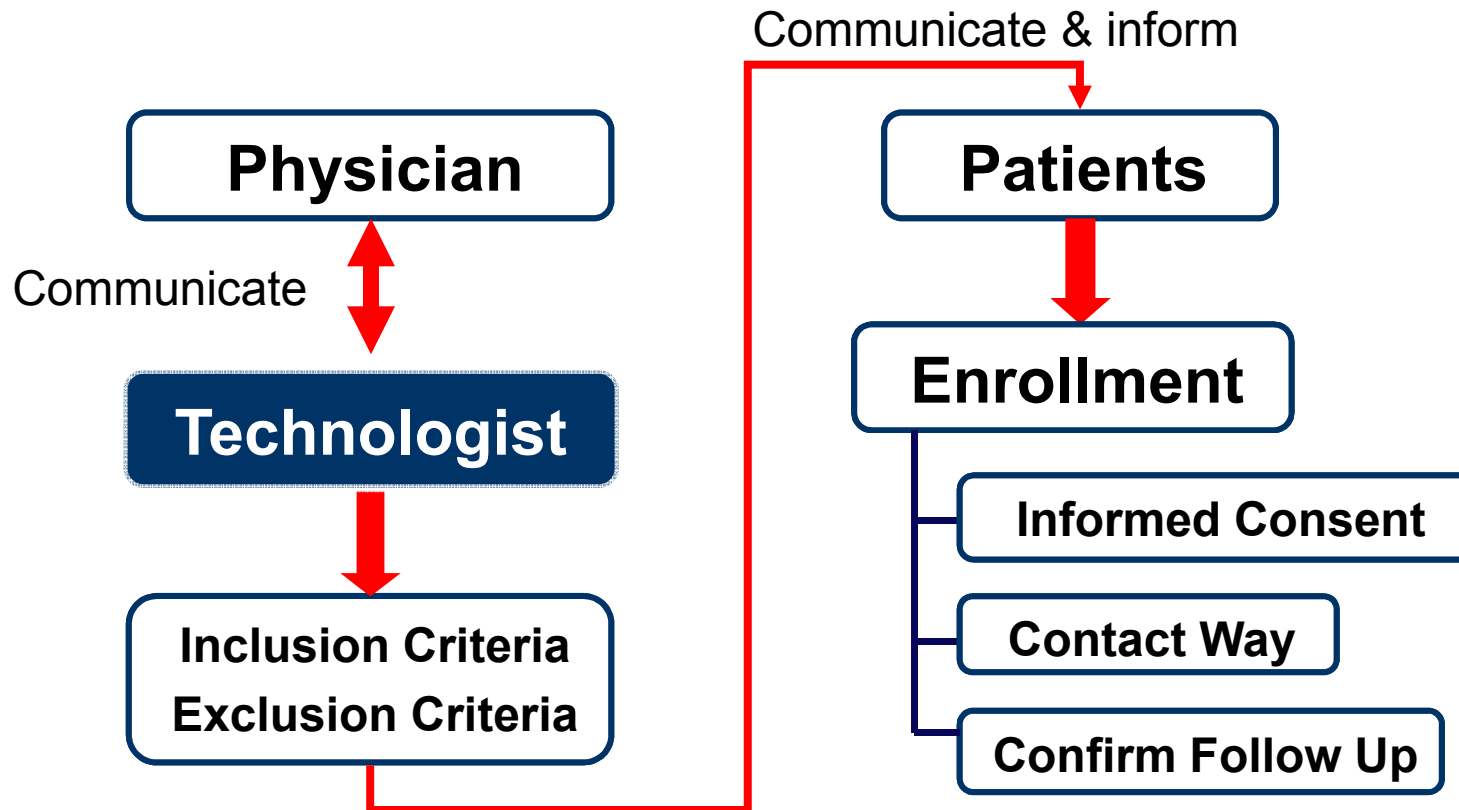 Communicate & inform
Physician
Communicate
Technologist
Inclusion Criteria
Exclusion Criteria
Patients
Enrollment
Informed Consent
Contact Way
Confirm Follow Up